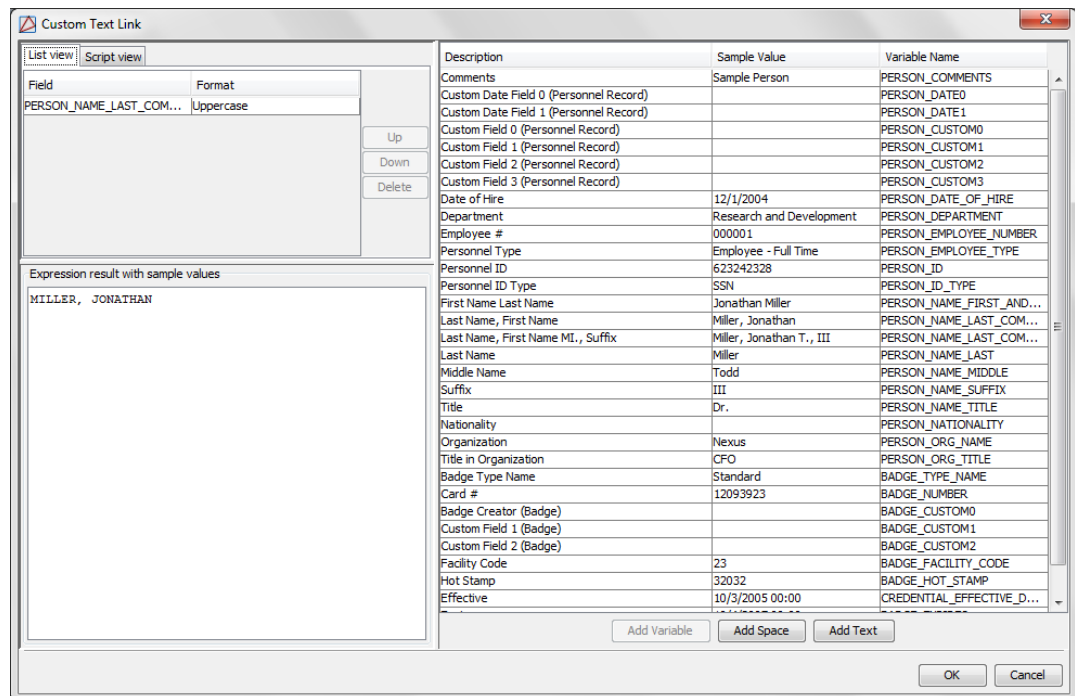 Custom Text Link
List view Script view
Field Format
PERSON_NAME_LAST_COM... Uppercase
Up
Down
Delete
Expression result with sample values
MILLER, JONATHAN
Description Sample Value Variable Name
Comments Sample Person PERSON_COMMENTS
Custom Date Field 0 (Personnel Record) PERSON_DATE0
Custom Date Field 1 (Personnel Record) PERSON_DATE1
Custom Field 0 (Personnel Record) PERSON_CUSTOM0
Custom Field 1 (Personnel Record) PERSON_CUSTOM1
Custom Field 2 (Personnel Record) PERSON_CUSTOM2
Custom Field 3 (Personnel Record) PERSON_CUSTOM3
Date of Hire 12/1/2004 PERSON_DATE_OF_HIRE
Department Research and Development PERSON_DEPARTMENT
Employee # 000001 PERSON_EMPLOYEE_NUMBER
Personnel Type Employee - Full Time PERSON_EMPLOYEE_TYPE
Personnel ID 623242328 PERSON_ID
Personnel ID Type SSN PERSON_ID_TYPE
First Name Last Name Jonathan Miller PERSON_NAME_FIRST_AND...
Last Name, First Name Miller, Jonathan PERSON_NAME_LAST_COM...
Last Name, First Name MI., Suffix Miller, Jonathan T., III PERSON_NAME_LAST_COM...
Last Name Miller PERSON_NAME_LAST
Middle Name Todd PERSON_NAME_MIDDLE
Suffix III PERSON_NAME_SUFFIX
Title Dr. PERSON_NAME_TITLE
Nationality PERSON_NATIONALITY
Organization Nexus PERSON_ORG_NAME
Title in Organization CFO PERSON_ORG_TITLE
Badge Type Name Standard BADGE_TYPE_NAME
Card # 12093923 BADGE_NUMBER
Badge Creator (Badge) BADGE_CUSTOM0
Custom Field 1 (Badge) BADGE_CUSTOM1
Custom Field 2 (Badge) BADGE_CUSTOM2
Facility Code 23 BADGE_FACILITY_CODE
Hot Stamp 32032 BADGE_HOT_STAMP
Effective 10/3/2005 00:00 CREDENTIAL_EFFECTIVE_D...
Add Variable Add Space Add Text
OK Cancel